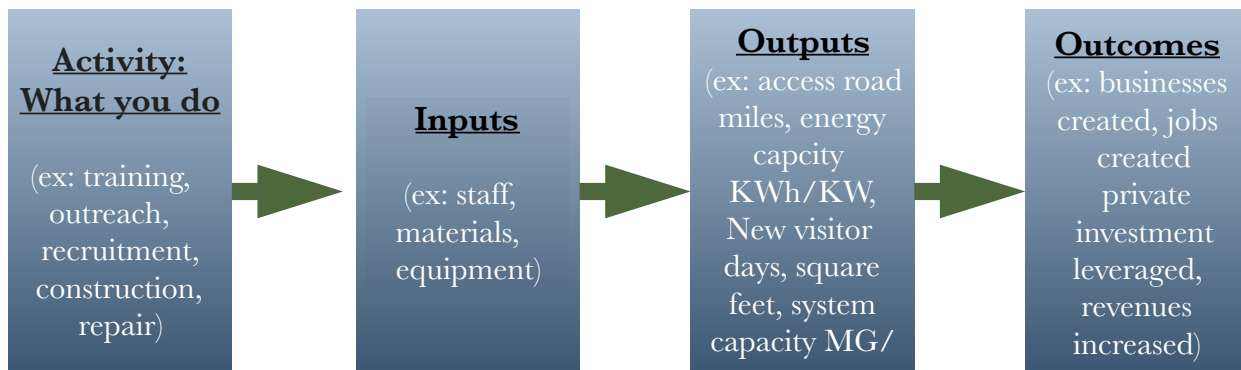 Activity:
What you do
(ex: training,
outreach,
recruitment,
construction,
repair)
Inputs
(ex: staff,
materials,
equipment)
Outputs
(ex: access road
miles, energy
capcity
KWh/KW,
New visitor
days, square
feet, system
capacity MG/
Outcomes
(ex: businesses
created, jobs
created
private
investment
leveraged,
revenues
increased)